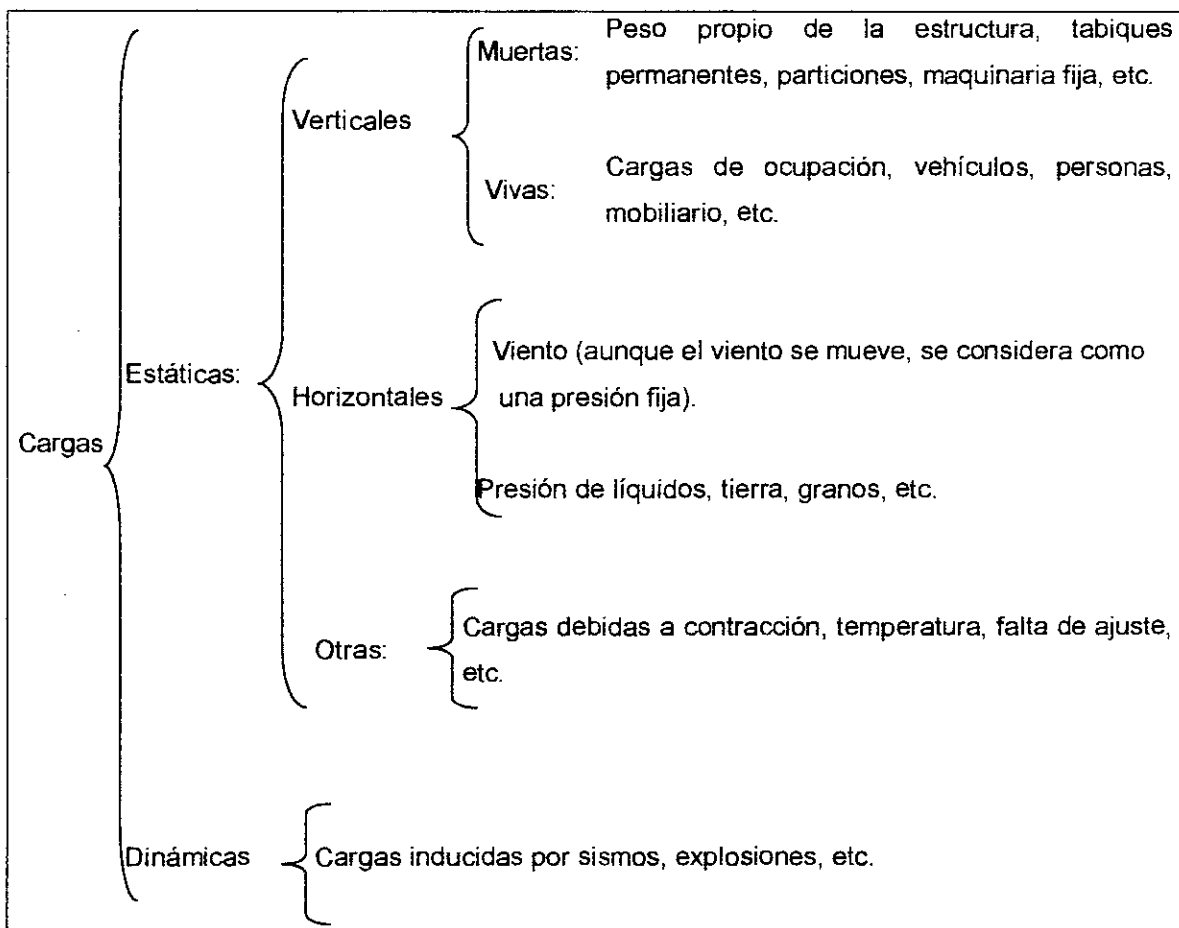 Cargas
Estáticas:
Verticales
Muertas:
Peso propio de la estructura, tabiques
permanentes, particiones, maquinaria fija, etc.
Vivas:
Cargas de ocupación, vehículos, personas,
mobiliario, etc.
Horizontales
Viento (aunque el viento se mueve, se considera como
una presión fija).
Presión de líquidos, tierra, granos, etc.
Otras:
Cargas debidas a contracción, temperatura, falta de ajuste,
etc.
Dinámicas
Cargas inducidas por sismos, explosiones, etc.